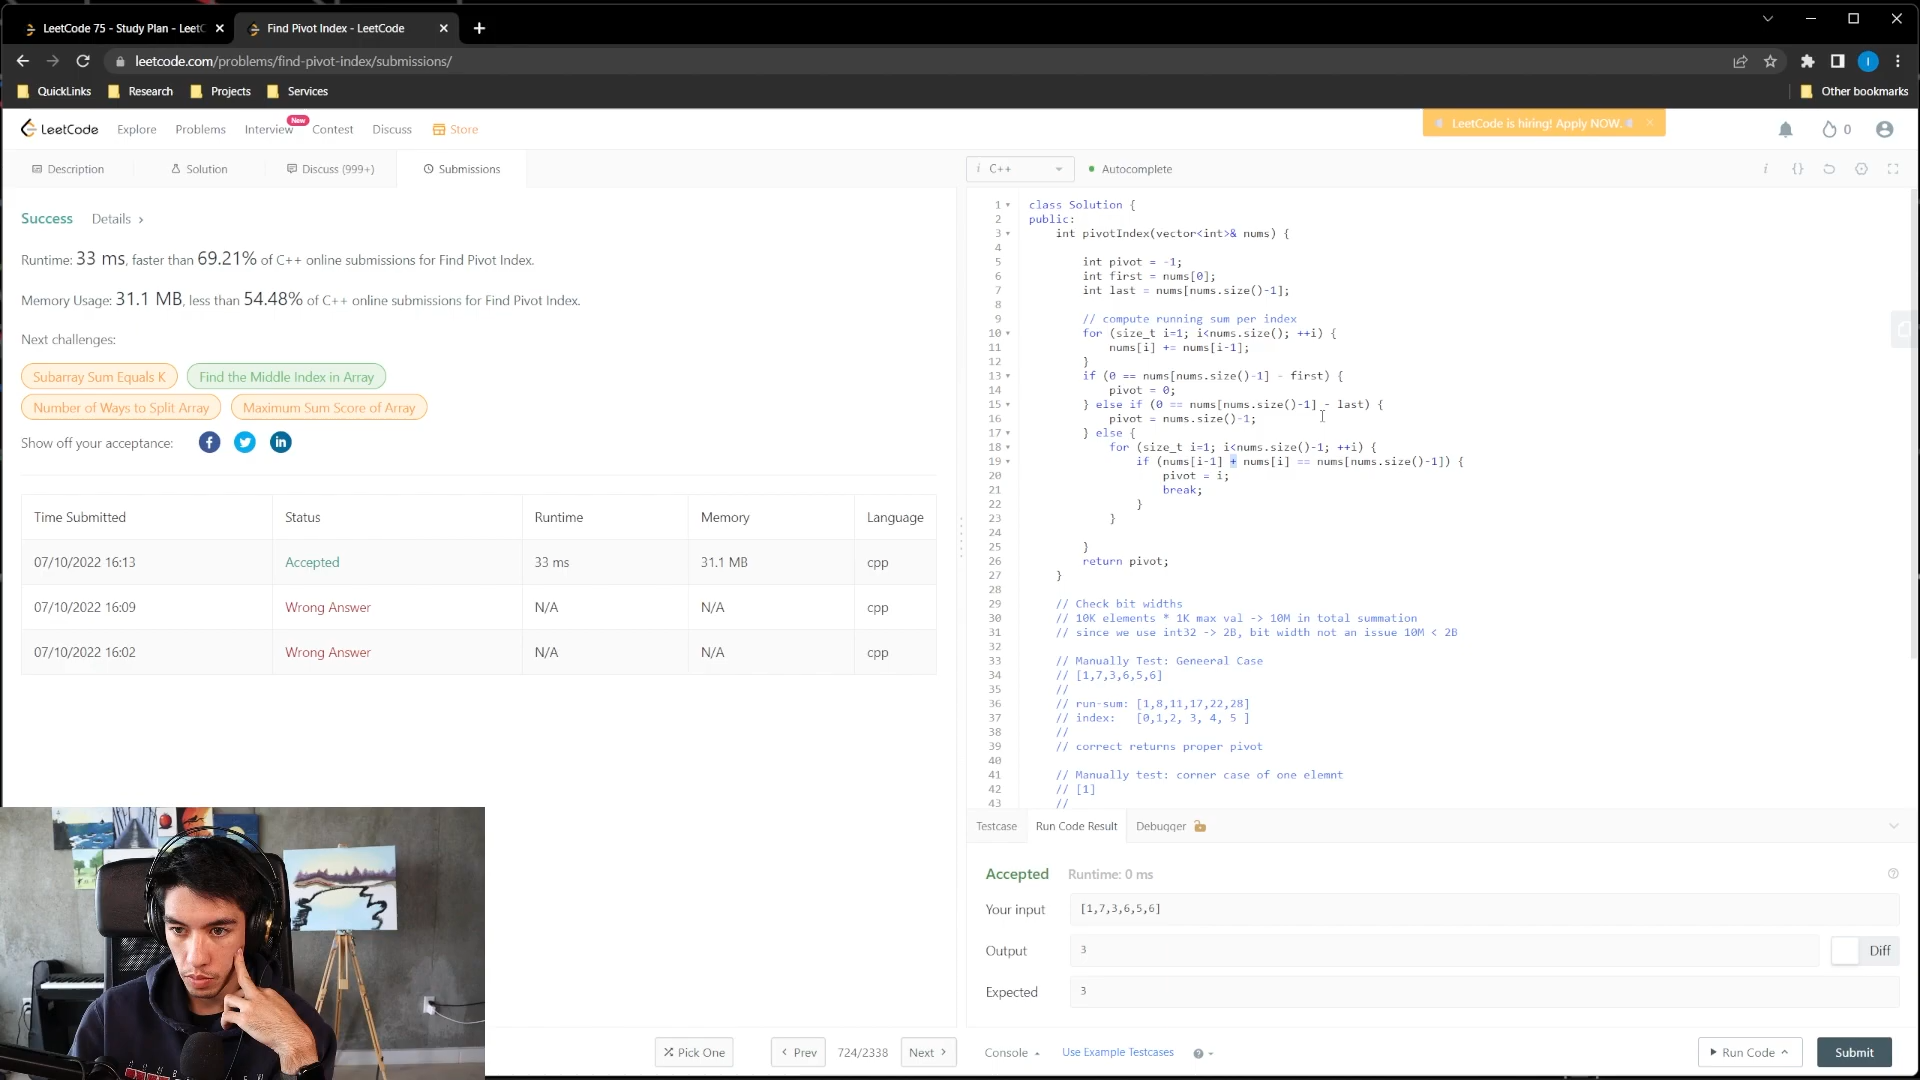 LeetCode 75 - Study Plan - LeetC
Find Pivot Index - LeetCode
leetcode.com/problems/find-pivot-index/submissions/
I
QuickLinks
Research
Projects
Services
Other bookmarks
LeetCode
Explore
Problems
Interview
New
Contest
Discuss
Store
LeetCode is hiring! Apply NOW.
0
Description
Solution
Discuss (999+)
Submissions
Success
Details
Runtime: 33 ms, faster than 69.21% of C++ online submissions for Find Pivot Index.
Memory Usage: 31.1 MB, less than 54.48% of C++ online submissions for Find Pivot Index.
Next challenges:
Subarray Sum Equals K
Find the Middle Index in Array
Number of Ways to Split Array
Maximum Sum Score of Array
Show off your acceptance:
Time Submitted Status Runtime Memory Language
07/10/2022 16:13 Accepted 33 ms 31.1 MB cpp
07/10/2022 16:09 Wrong Answer N/A N/A cpp
07/10/2022 16:02 Wrong Answer N/A N/A cpp
Pick One
Prev
724/2338
Next
i C++
Autocomplete
i {}
1 class Solution {
2 public:
3 int pivotIndex(vector<int>& nums) {
4
5 int pivot = -1;
6 int first = nums[0];
7 int last = nums[nums.size()-1];
8
9 // compute running sum per index
10 for (size_t i=1; i<nums.size(); ++i) {
11 nums[i] += nums[i-1];
12 }
13 if (0 == nums[nums.size()-1] - first) {
14 pivot = 0;
15 } else if (0 == nums[nums.size()-1] - last) {
16 pivot = nums.size()-1;
17 } else {
18 for (size_t i=1; i<nums.size()-1; ++i) {
19 if (nums[i-1] + nums[i] == nums[nums.size()-1]) {
20 pivot = i;
21 break;
22 }
23 }
24
25 }
26 return pivot;
27 }
28
29 // Check bit widths
30 // 10K elements * 1K max val -> 10M in total summation
31 // since we use int32 -> 2B, bit width not an issue 10M < 2B
32
33 // Manually Test: Geneeral Case
34 // [1,7,3,6,5,6]
35 //
36 // run-sum: [1,8,11,17,22,28]
37 // index: [0,1,2, 3, 4, 5 ]
38 //
39 // correct returns proper pivot
40
41 // Manually test: corner case of one elemnt
42 // [1]
43 //
Testcase
Run Code Result
Debugger
Accepted
Runtime: 0 ms
Your input
[1,7,3,6,5,6]
Output
3
Diff
Expected
3
Console
Use Example Testcases
Run Code
Submit